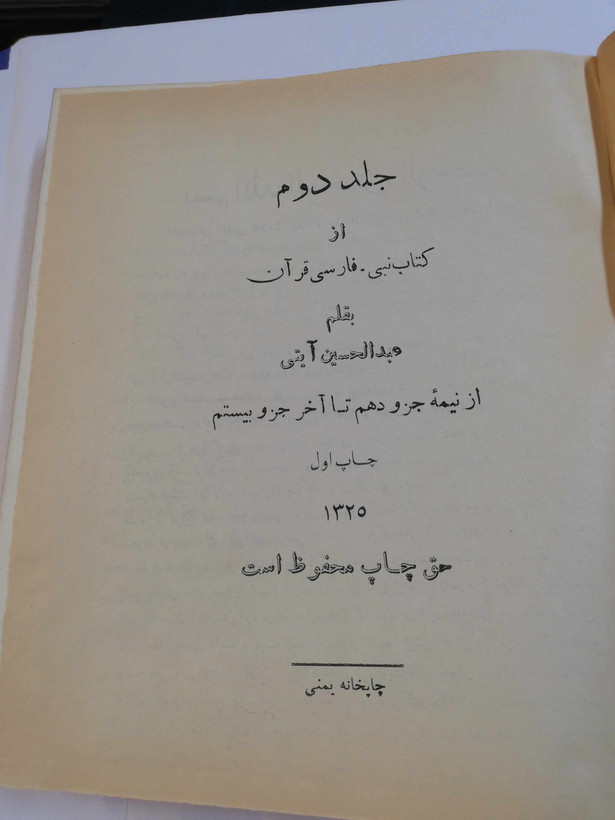 جلد دوم
از
کتاب نبی - فارسی قرآن
بقلم
عبدالحسین آیتی
از نیمهٔ جزو دهم تا آخر جزو بیستم
چاپ اول
۱۳۲۵
حق چاپ محفوظ است
چاپخانه یمنی